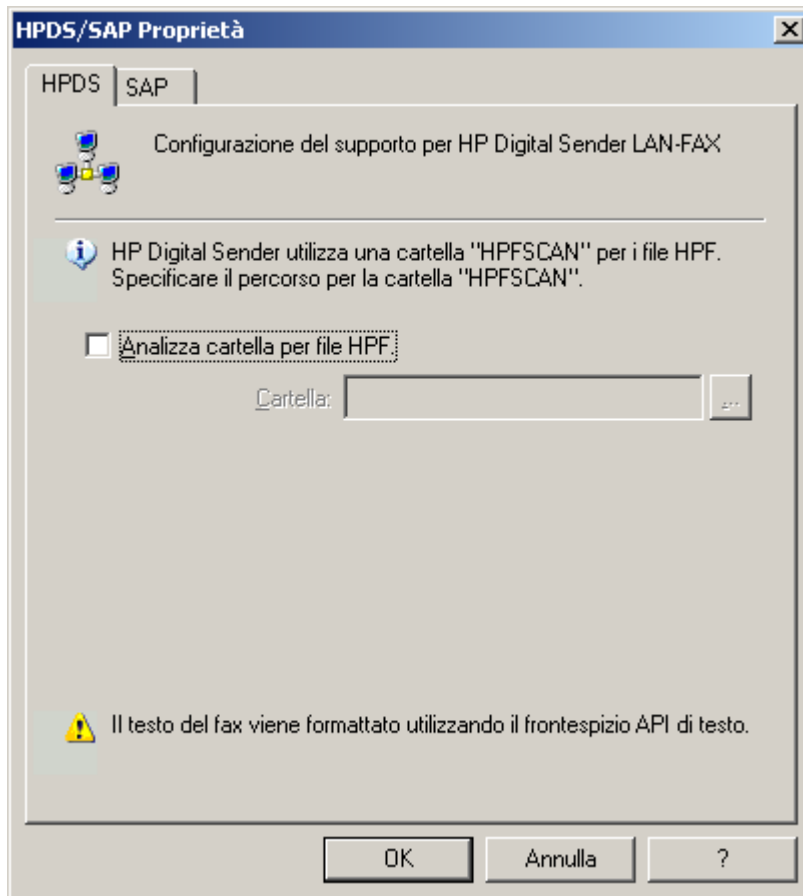 HPDS/SAP Proprietà
HPDS
SAP
Configurazione del supporto per HP Digital Sender LAN-FAX
HP Digital Sender utilizza una cartella "HPFSCAN" per i file HPF.
Specificare il percorso per la cartella "HPFSCAN".
Analizza cartella per file HPF.
Cartella:
...
Il testo del fax viene formattato utilizzando il frontespizio API di testo.
OK
Annulla
?